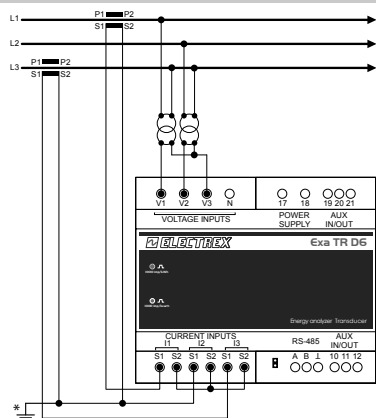 P1 P2
L1
S1 S2
L2
P1 P2
L3
S1 S2
V1 V2 V3 N 17 18 19 20 21
VOLTAGE INPUTS POWER SUPPLY AUX IN/OUT
ELECTREX Exa TR D6
Energy analyzer Transducer
CURRENT INPUTS
I1 I2 I3 RS-485 AUX IN/OUT
S1 S2 S1 S2 S1 S2 A B ⊥ 10 11 12
*